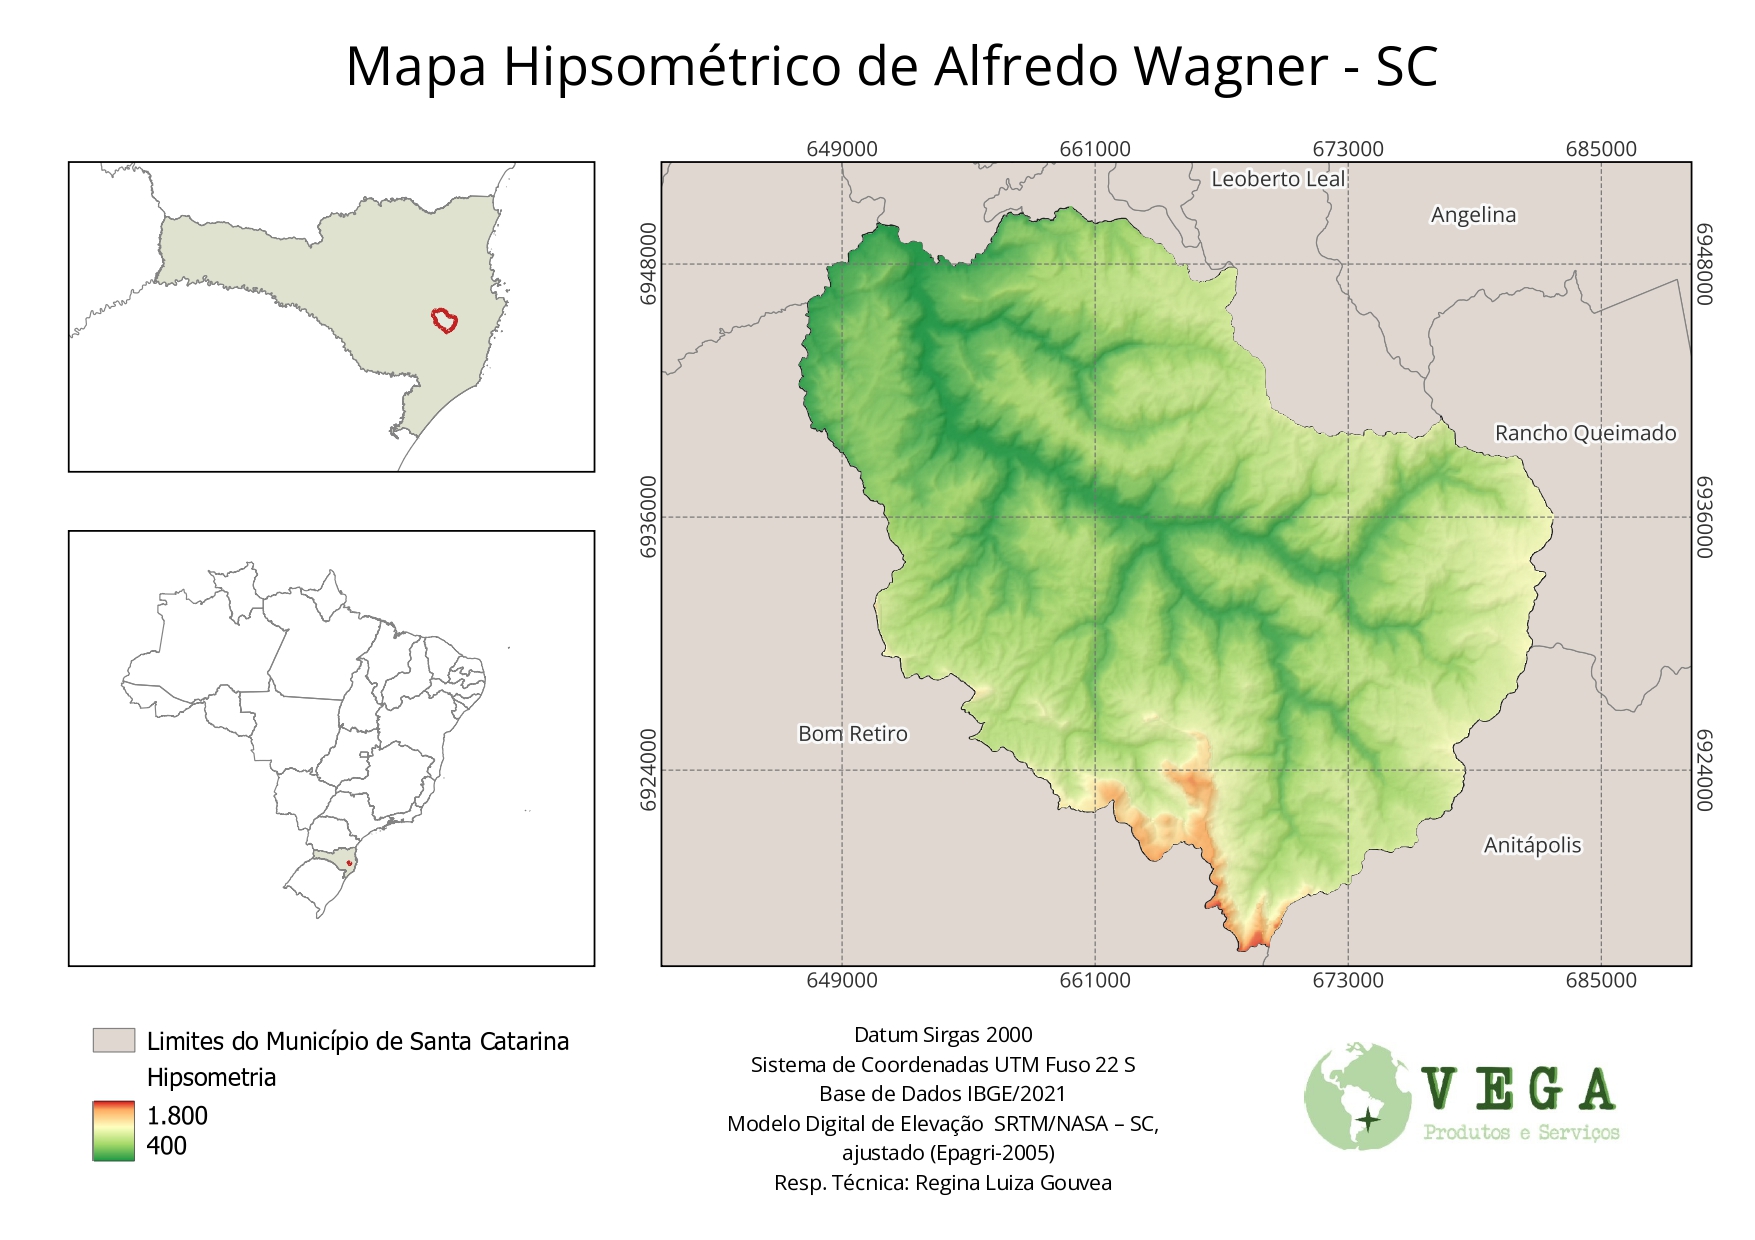 Mapa Hipsométrico de Alfredo Wagner - SC
649000 661000 673000 685000
Leoberto Leal
Angelina
6948000 6948000
Rancho Queimado
6936000 6936000
Bom Retiro
6924000 6924000
Anitápolis
649000 661000 673000 685000
Limites do Município de Santa Catarina
Hipsometria
1.800
400
Datum Sirgas 2000
Sistema de Coordenadas UTM Fuso 22 S
Base de Dados IBGE/2021
Modelo Digital de Elevação SRTM/NASA – SC,
ajustado (Epagri-2005)
Resp. Técnica: Regina Luiza Gouvea
VEGA
Produtos e Serviços